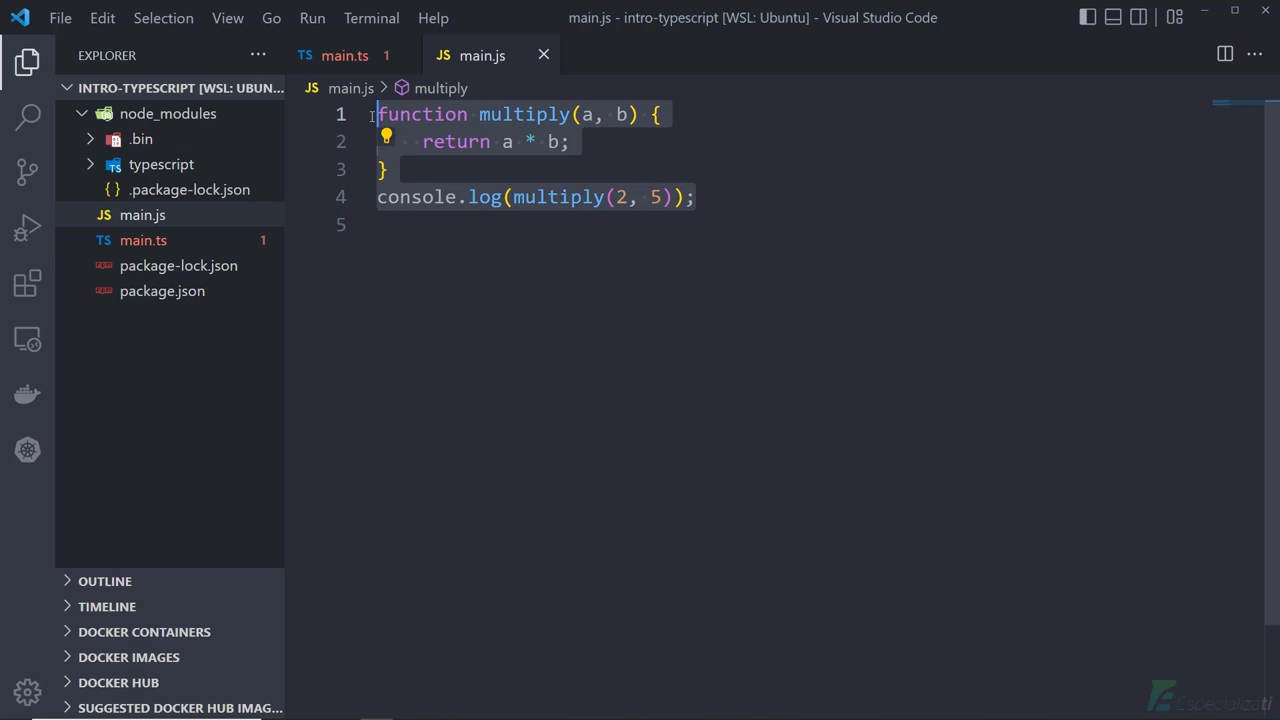 File Edit Selection View Go Run Terminal Help
main.js - intro-typescript [WSL: Ubuntu] - Visual Studio Code
EXPLORER
TS main.ts 1
JS main.js
INTRO-TYPESCRIPT [WSL: UBUN...
JS main.js > multiply
node_modules
.bin
TS typescript
{ } .package-lock.json
JS main.js
TS main.ts 1
package-lock.json
package.json
1 function multiply(a, b) {
2 return a * b;
3 }
4 console.log(multiply(2, 5));
5
OUTLINE
TIMELINE
DOCKER CONTAINERS
DOCKER IMAGES
DOCKER HUB
SUGGESTED DOCKER HUB IMAG...
Especializati